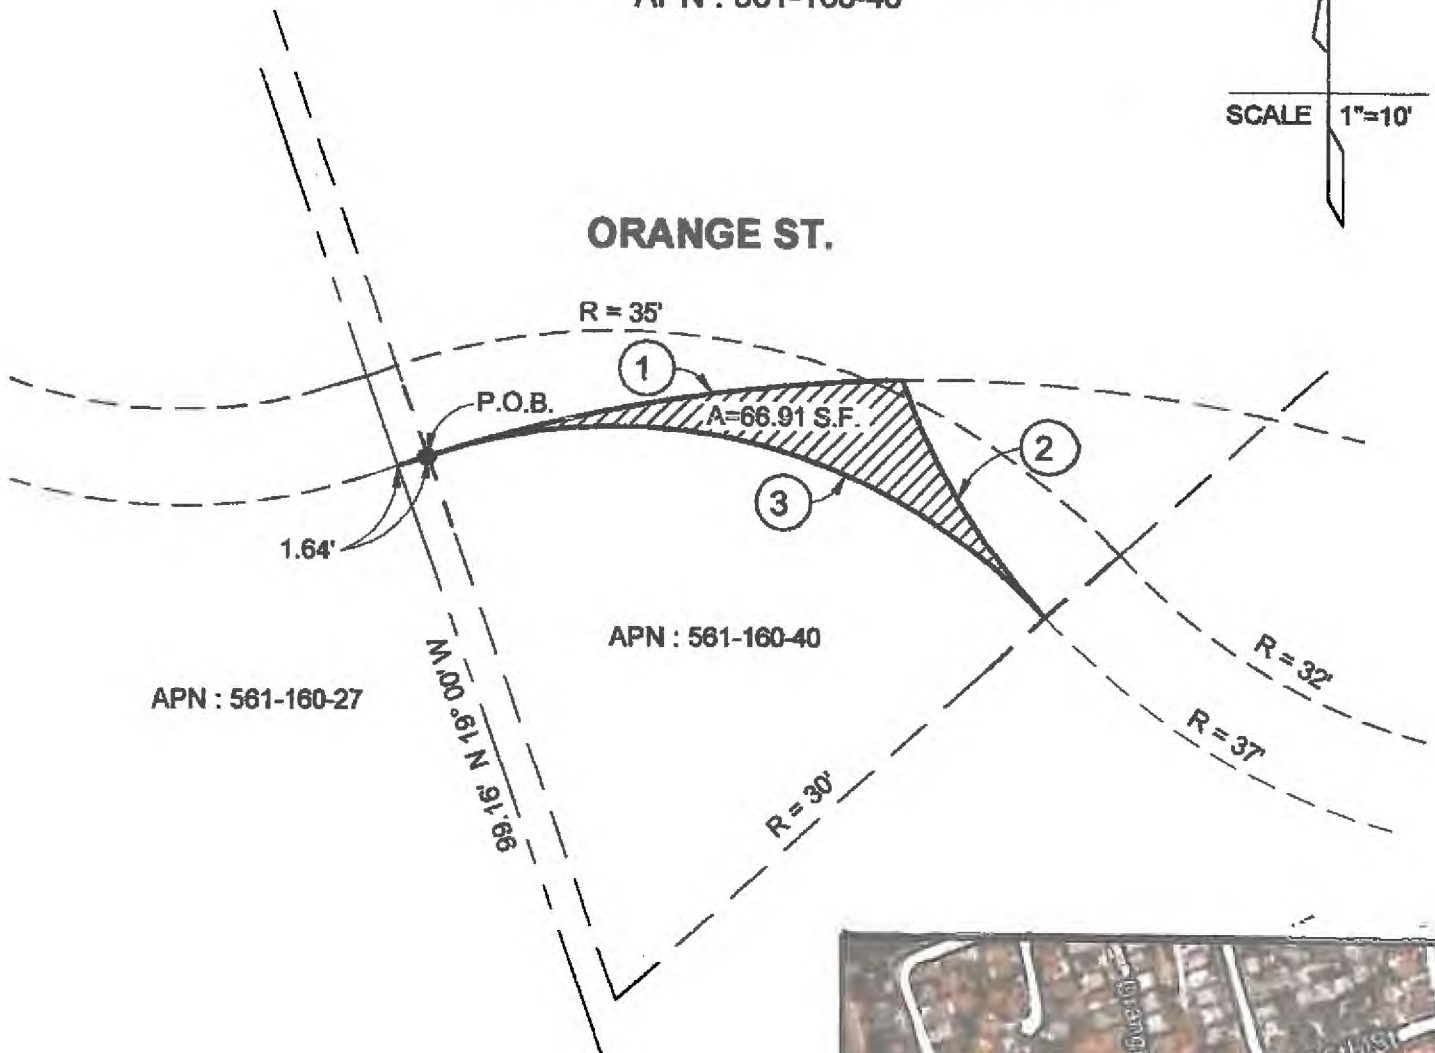 SCALE 1"=10'
ORANGE ST.
R = 35'
1
P.O.B.
A=66.91 S.F.
2
3
1.64'
APN : 561-160-40
R = 32'
APN : 561-160-27
99.16' N 19° 00' W
R = 37'
R = 30'